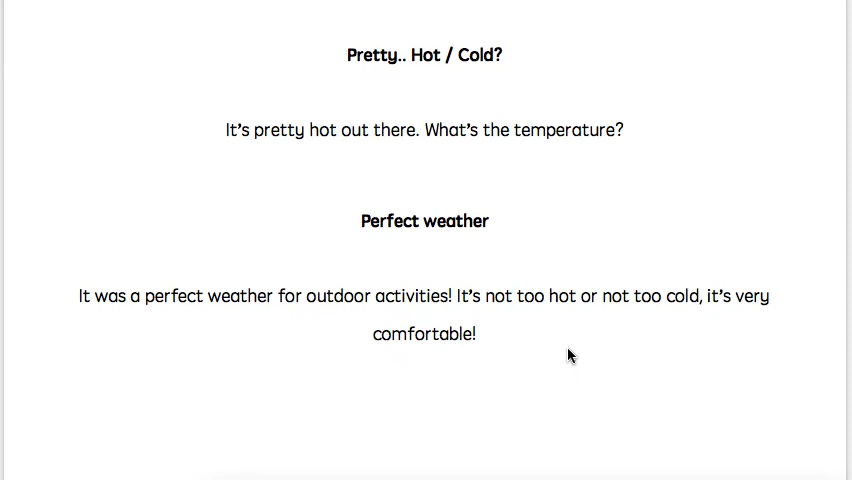 Pretty.. Hot / Cold?
It's pretty hot out there. What's the temperature?
Perfect weather
It was a perfect weather for outdoor activities! It's not too hot or not too cold, it's very
comfortable!